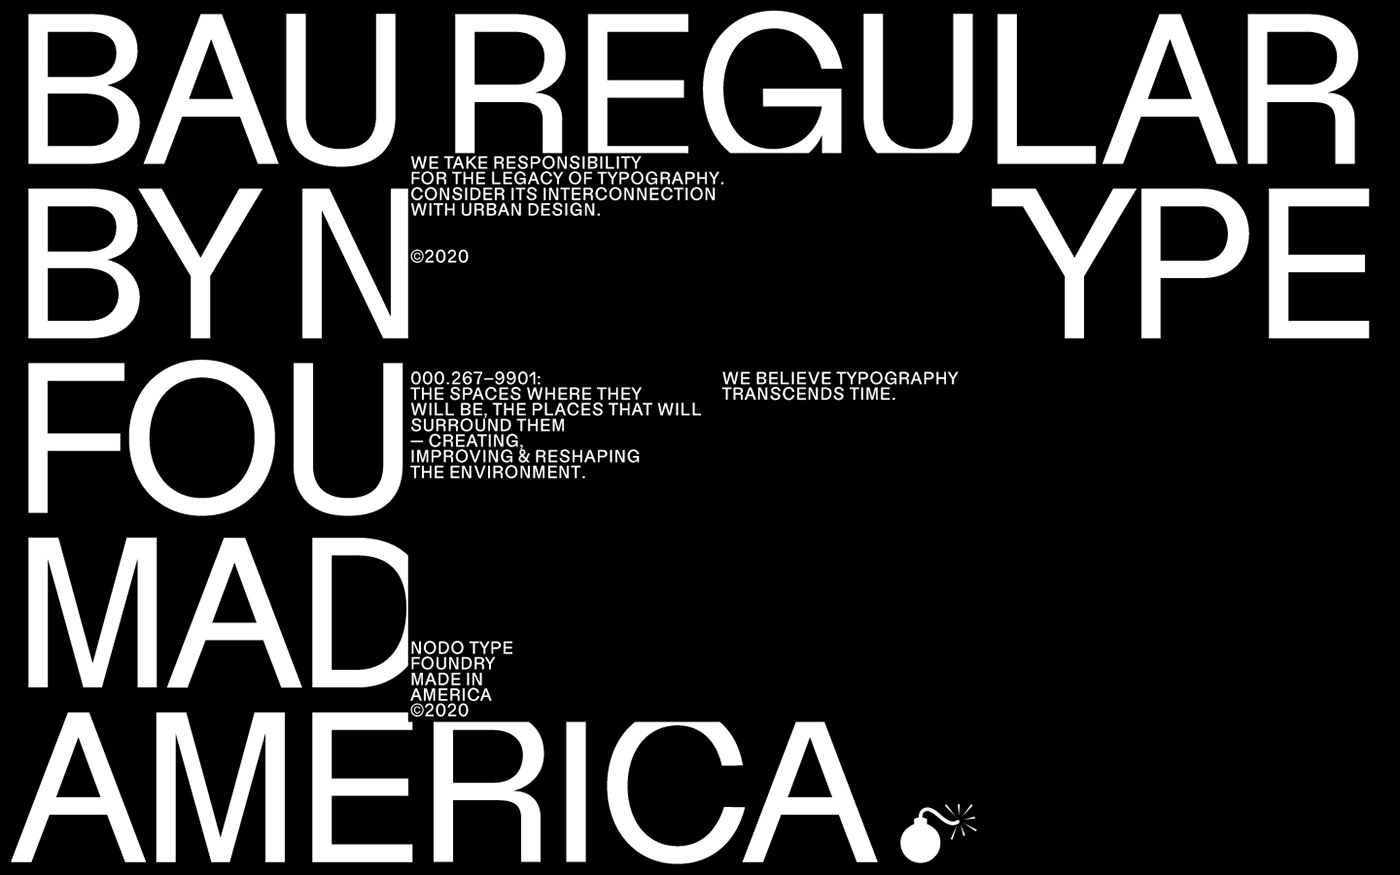 BAU REGULAR
WE TAKE RESPONSIBILITY
FOR THE LEGACY OF TYPOGRAPHY.
CONSIDER ITS INTERCONNECTION
WITH URBAN DESIGN.
©2020
BY N YPE
000.267–9901:
THE SPACES WHERE THEY
WILL BE, THE PLACES THAT WILL
SURROUND THEM
— CREATING,
IMPROVING & RESHAPING
THE ENVIRONMENT.
WE BELIEVE TYPOGRAPHY
TRANSCENDS TIME.
FOU
MAD
NODO TYPE
FOUNDRY
MADE IN
AMERICA
©2020
AMERICA.